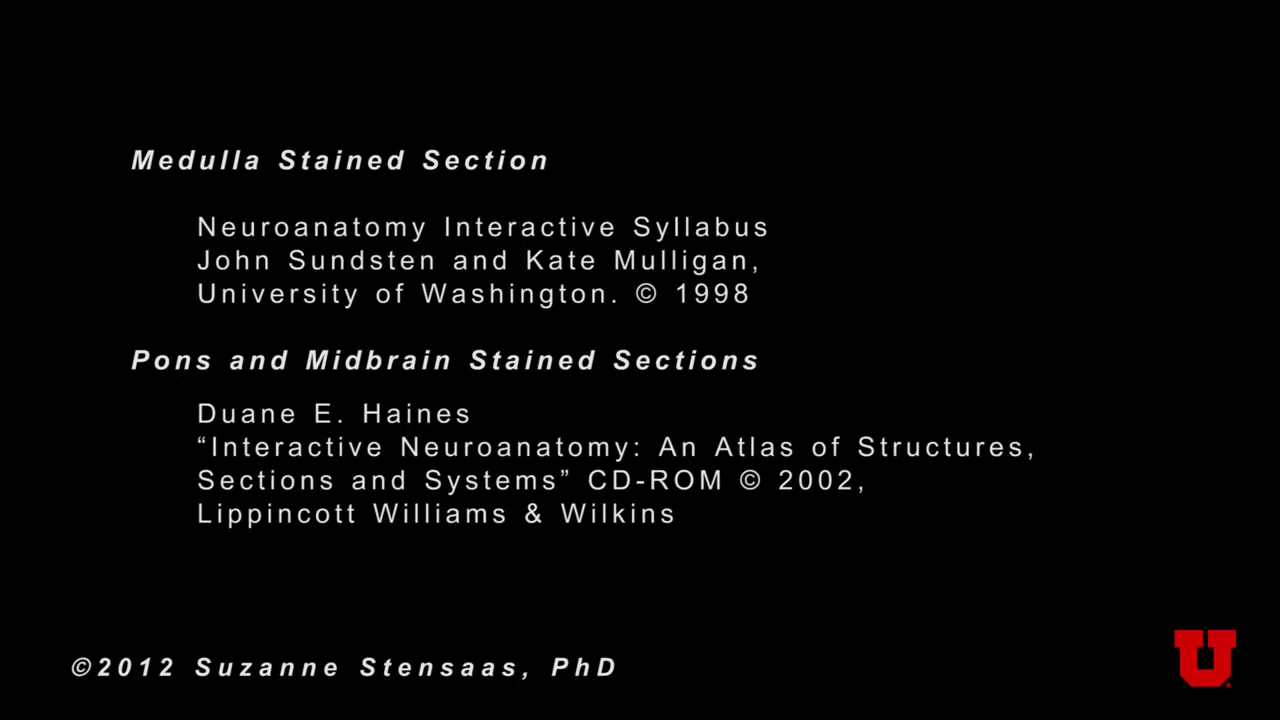 Medulla Stained Section
Neuroanatomy Interactive Syllabus
John Sundsten and Kate Mulligan,
University of Washington. © 1998
Pons and Midbrain Stained Sections
Duane E. Haines
“Interactive Neuroanatomy: An Atlas of Structures,
Sections and Systems” CD-ROM © 2002,
Lippincott Williams & Wilkins
©2012 Suzanne Stensaas, PhD
U